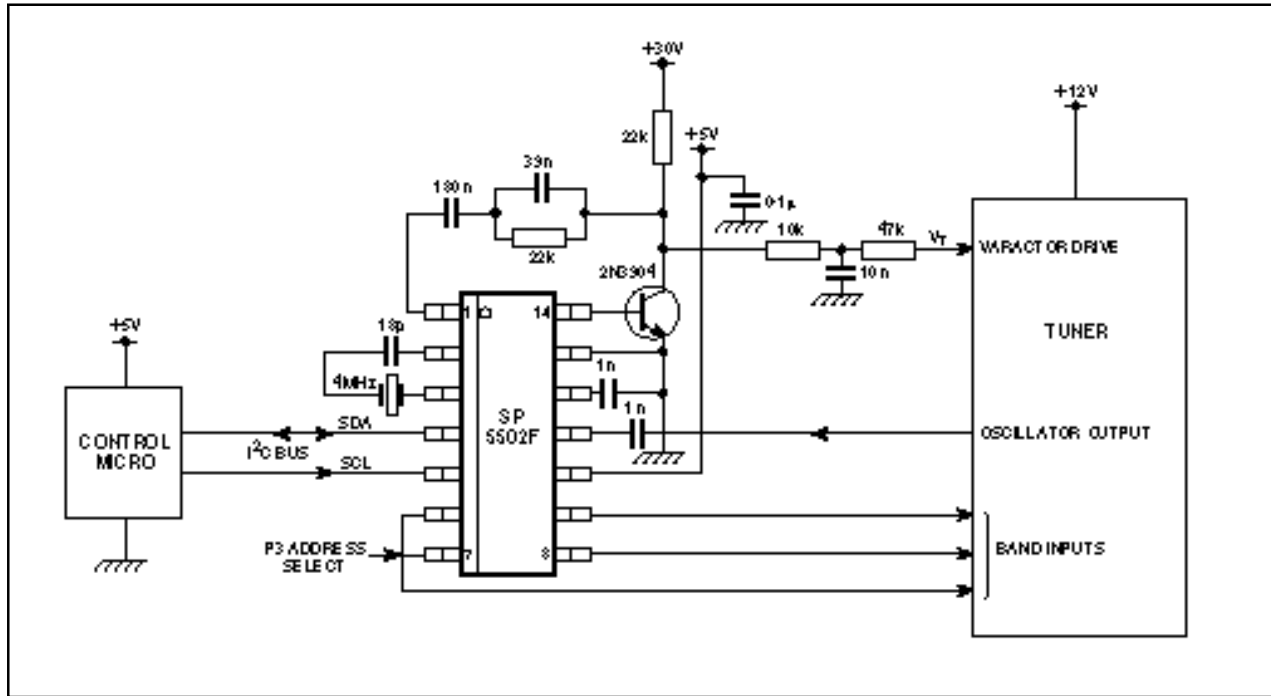 +30V
+12V
22k
+5V
39n
180n
0·1µ
22k
10k
47k
VT
VARACTOR DRIVE
2N3904
10n
1
14
TUNER
+5V
18p
4MHz
1n
1n
SP
5502F
CONTROL
MICRO
SDA
I2C BUS
SCL
OSCILLATOR OUTPUT
P3 ADDRESS
SELECT
7
8
BAND INPUTS